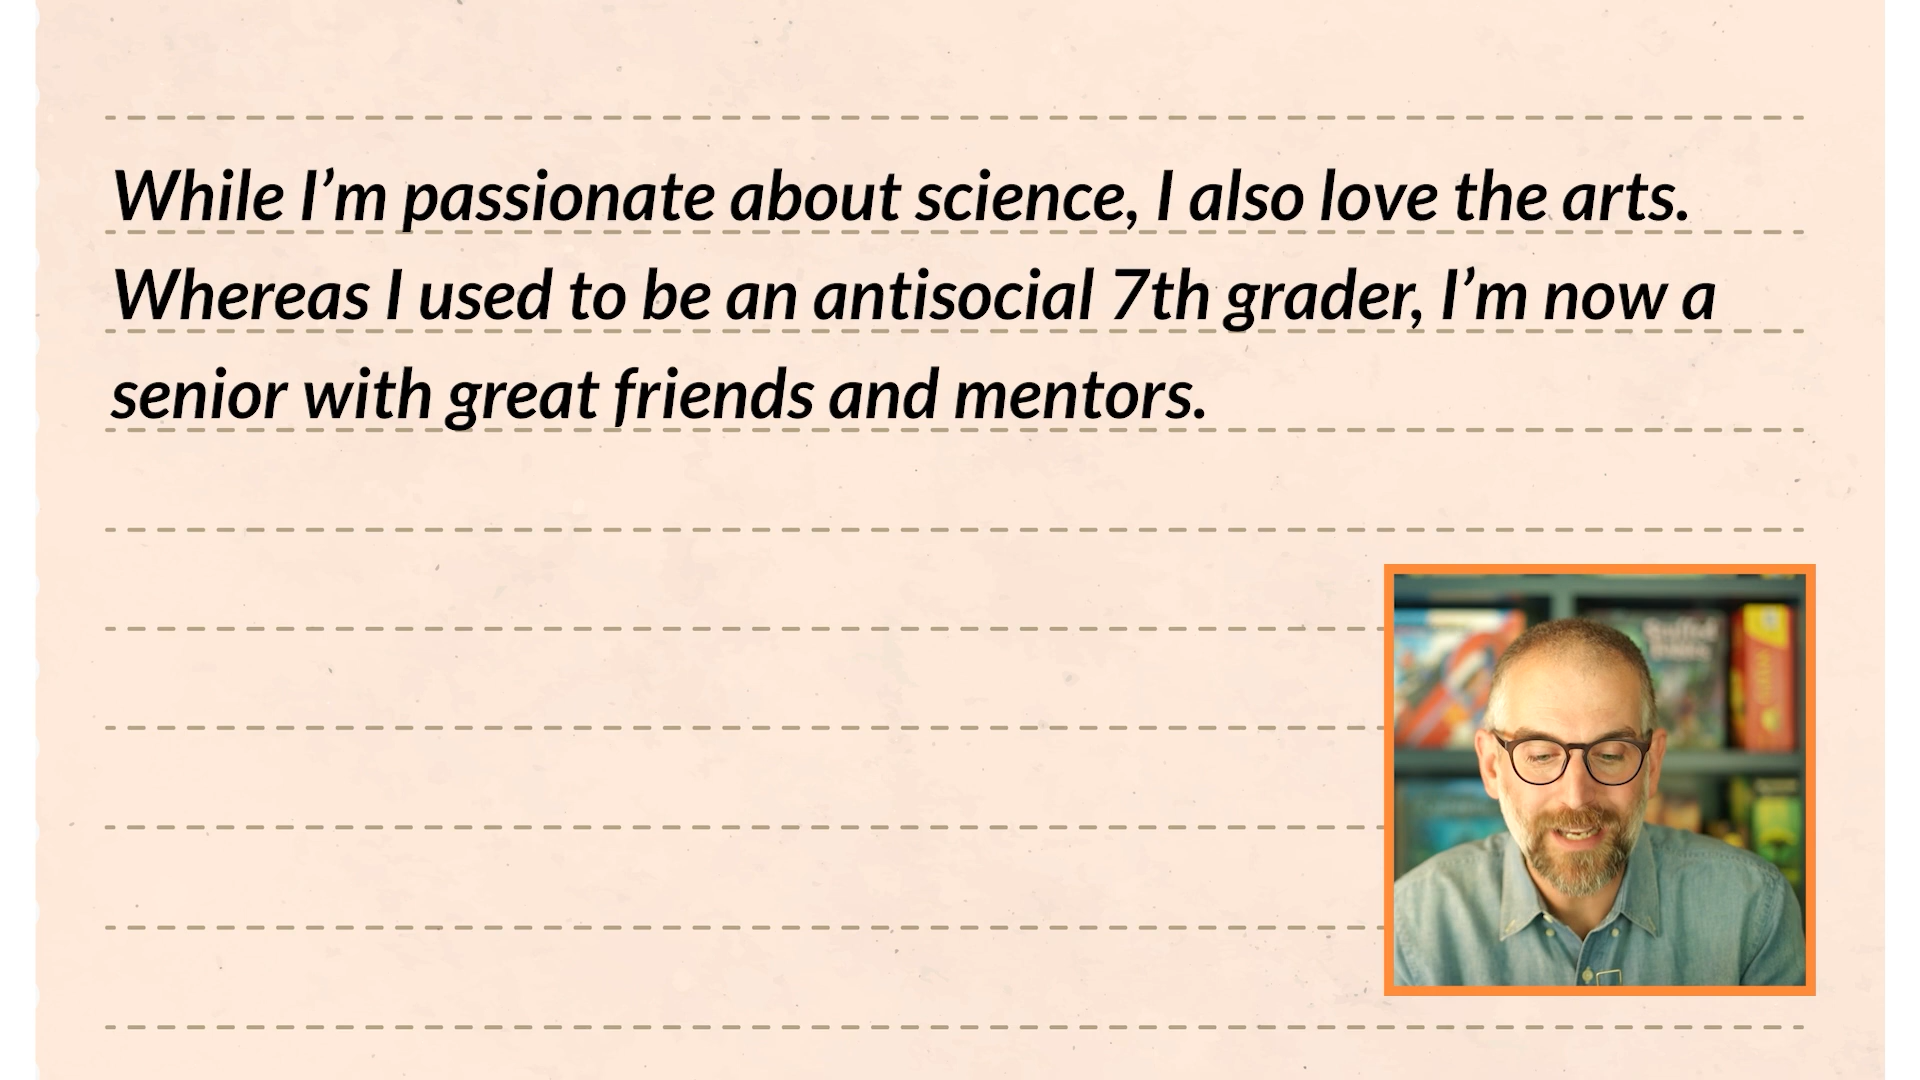 While I’m passionate about science, I also love the arts.
Whereas I used to be an antisocial 7th grader, I’m now a
senior with great friends and mentors.